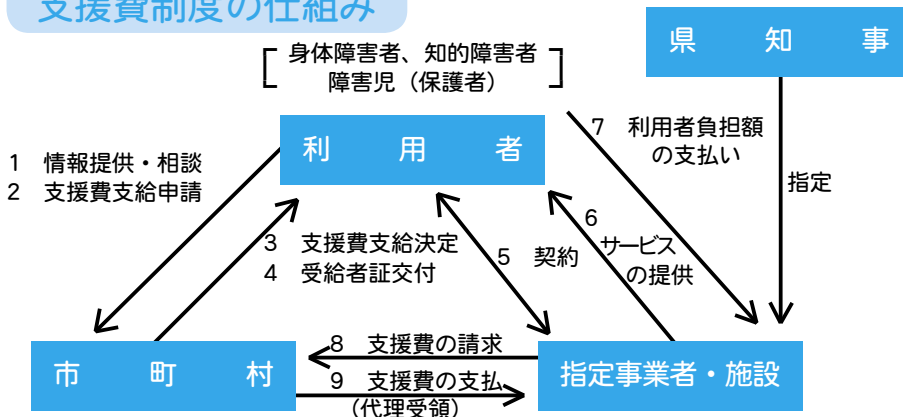 支援費制度の仕組み
県知事
身体障害者、知的障害者
障害児（保護者）
利用者
7 利用者負担額
の支払い
1 情報提供・相談
2 支援費支給申請
指定
3 支援費支給決定
4 受給者証交付
5 契約
6
サービス
の提供
8 支援費の請求
市町村
指定事業者・施設
9 支援費の支払
（代理受領）